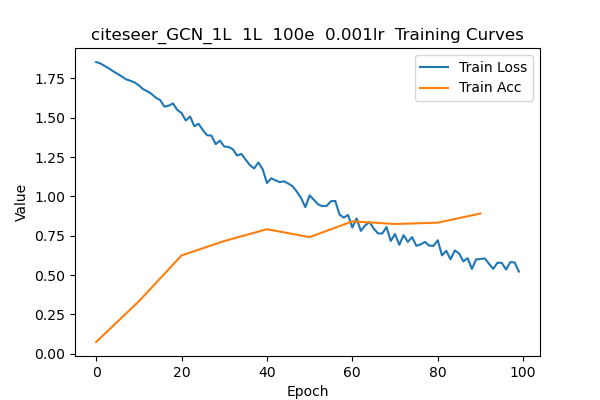 citeseer_GCN_1L  1L  100e  0.001lr  Training Curves
Train Loss
Train Acc
1.75
1.50
1.25
1.00
0.75
0.50
0.25
0.00
Value
0 20 40 60 80 100
Epoch